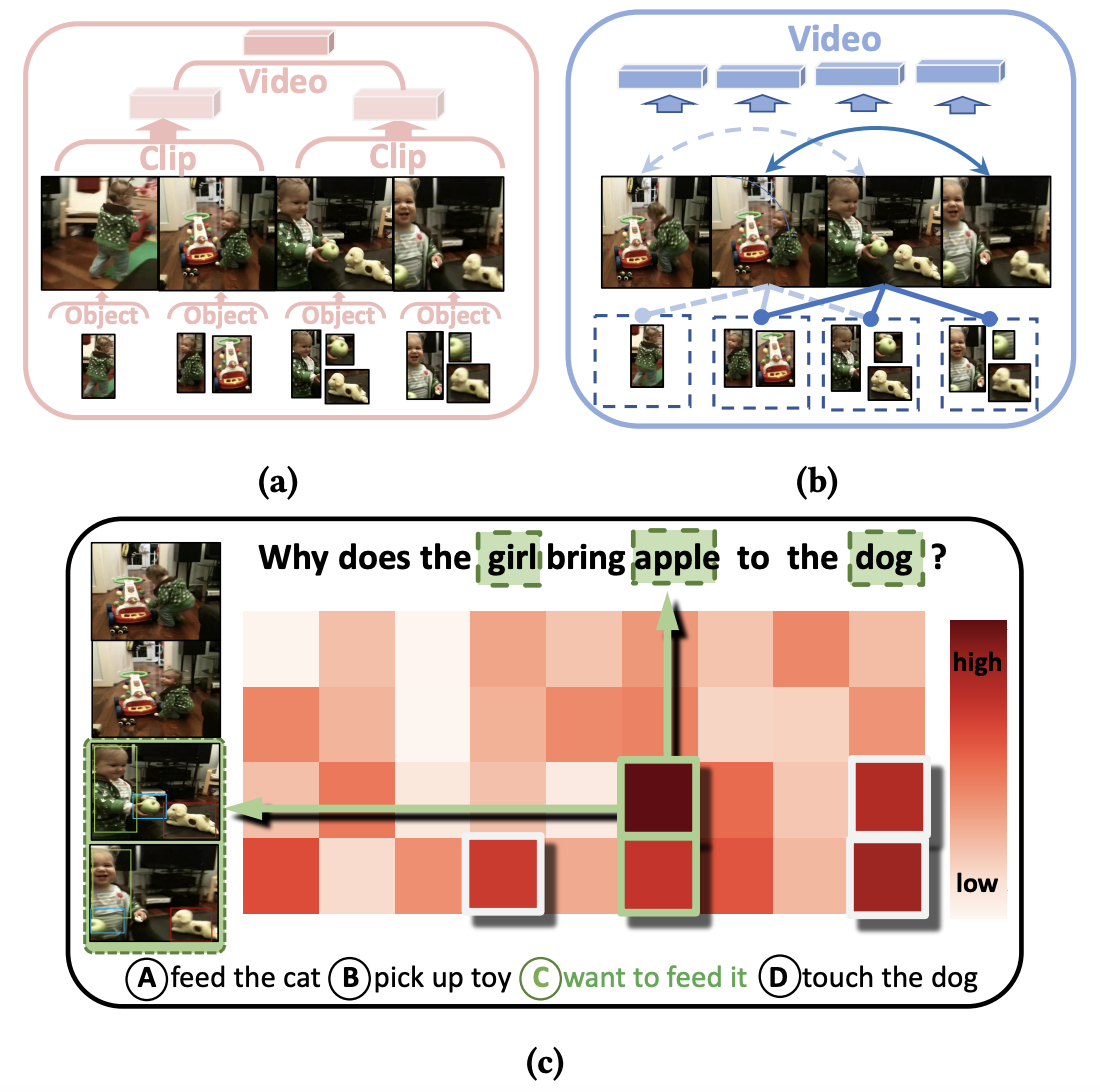 Video
Clip
Clip
Object
Object
Object
Object
(a)
Video
(b)
Why does the girl bring apple to the dog ?
high
low
A feed the cat B pick up toy C want to feed it D touch the dog
(c)